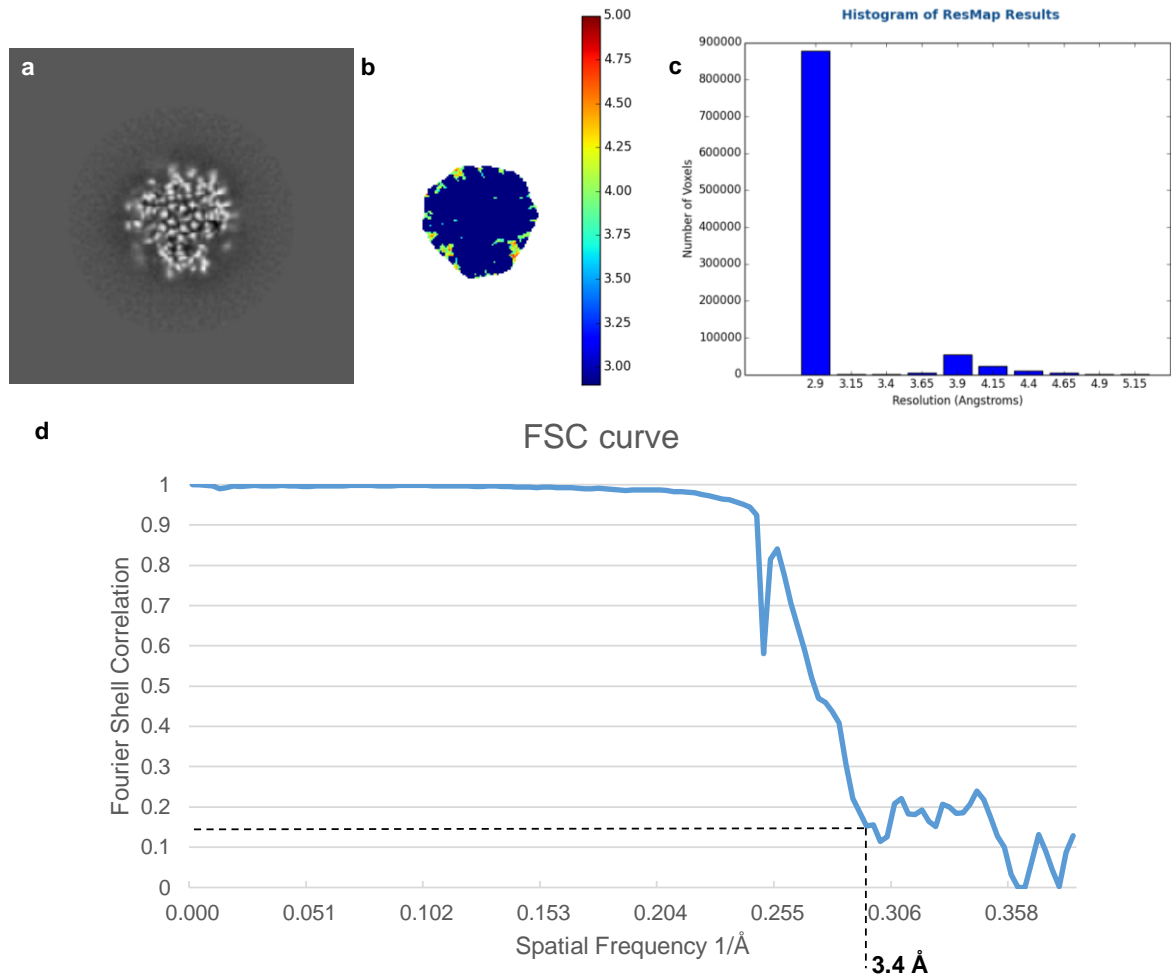 a
b
5.00
4.75
4.50
4.25
4.00
3.75
3.50
3.25
3.00
Histogram of ResMap Results
c
900000
800000
700000
600000
500000
400000
300000
200000
100000
0
Number of Voxels
2.9 3.15 3.4 3.65 3.9 4.15 4.4 4.65 4.9 5.15
Resolution (Angstroms)
d
FSC curve
1
0.9
0.8
0.7
0.6
0.5
0.4
0.3
0.2
0.1
0
Fourier Shell Correlation
0.000 0.051 0.102 0.153 0.204 0.255 0.306 0.358
Spatial Frequency 1/Å
3.4 Å